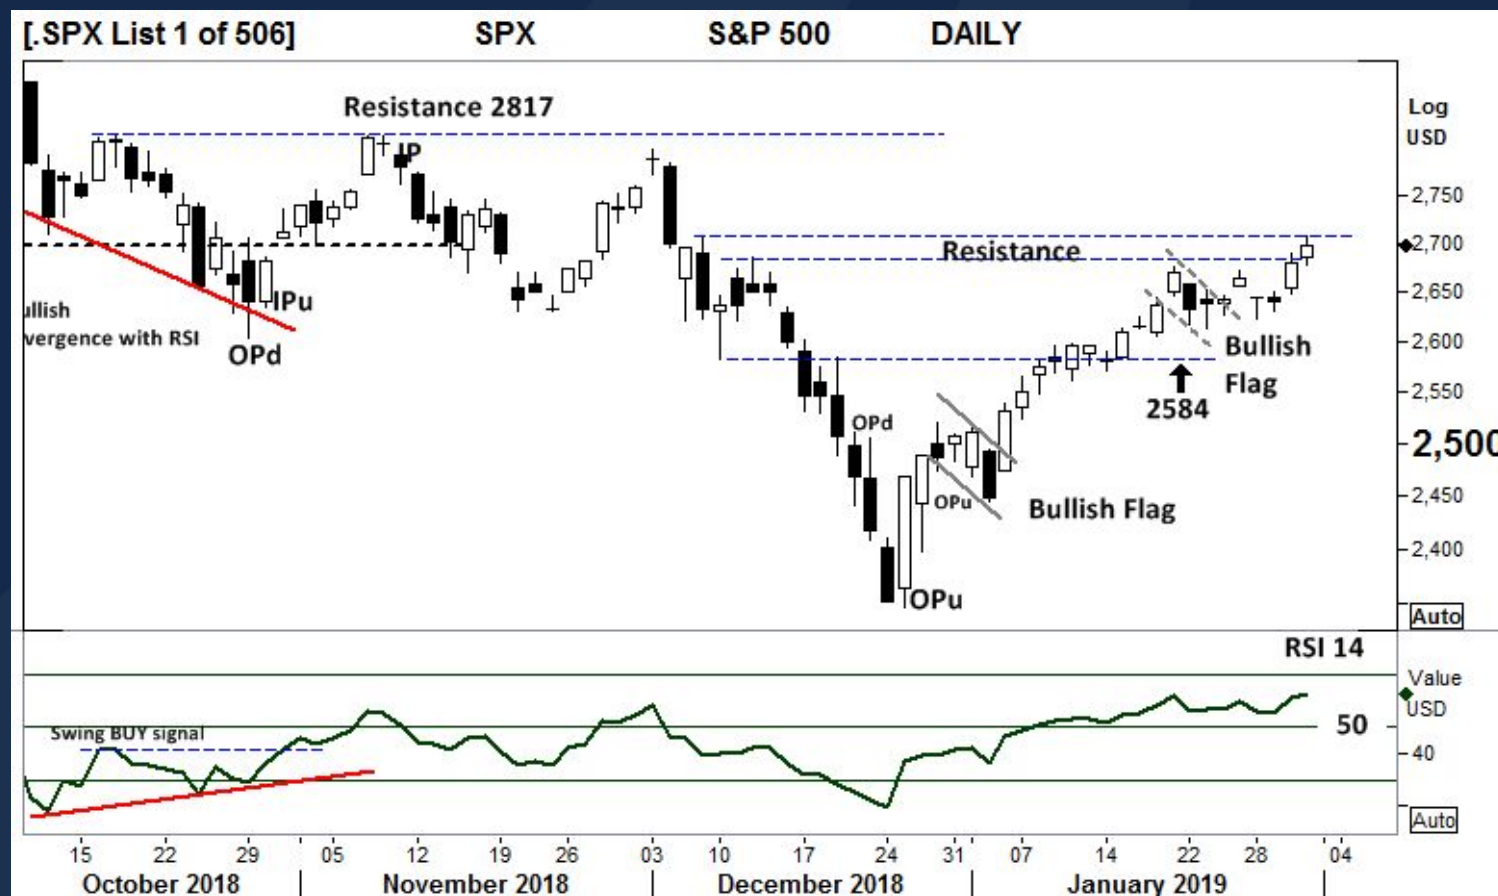 [.SPX List 1 of 506] SPX S&P 500 DAILY
Resistance 2817
Log
USD
IP
2,750
Resistance
2,700
2,650
IPu
ullish
vergence with RSI
OPd
2,600
Bullish
Flag
2,550
2584
OPd
2,500
2,450
OPu
Bullish Flag
2,400
OPu
Auto
RSI 14
Value
USD
Swing BUY signal
50
40
Auto
15 22 29 05 12 19 26 03 10 17 24 31 07 14 22 28 04
October 2018 November 2018 December 2018 January 2019